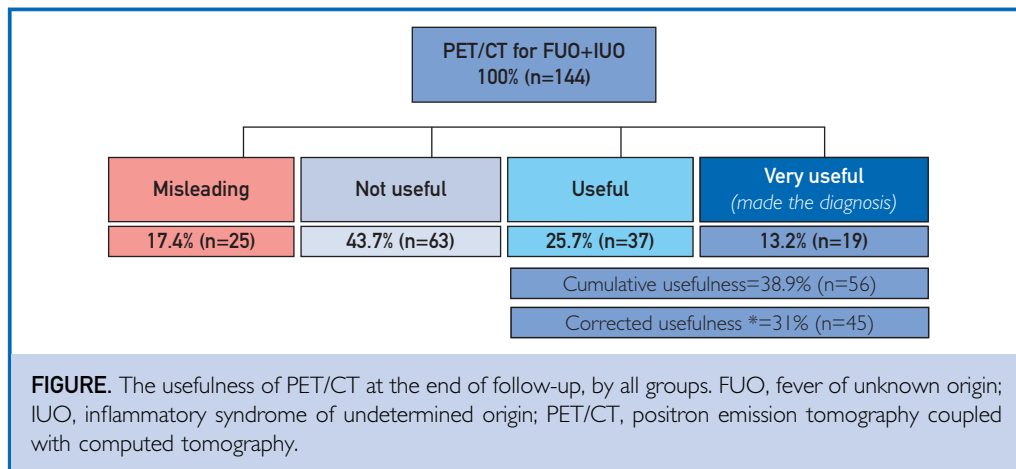 PET/CT for FUO+IUO
100% (n=144)
Misleading
Not useful
Useful
Very useful
(made the diagnosis)
17.4% (n=25)
43.7% (n=63)
25.7% (n=37)
13.2% (n=19)
Cumulative usefulness=38.9% (n=56)
Corrected usefulness *=31% (n=45)
FIGURE. The usefulness of PET/CT at the end of follow-up, by all groups. FUO, fever of unknown origin;
IUO, inflammatory syndrome of undetermined origin; PET/CT, positron emission tomography coupled
with computed tomography.